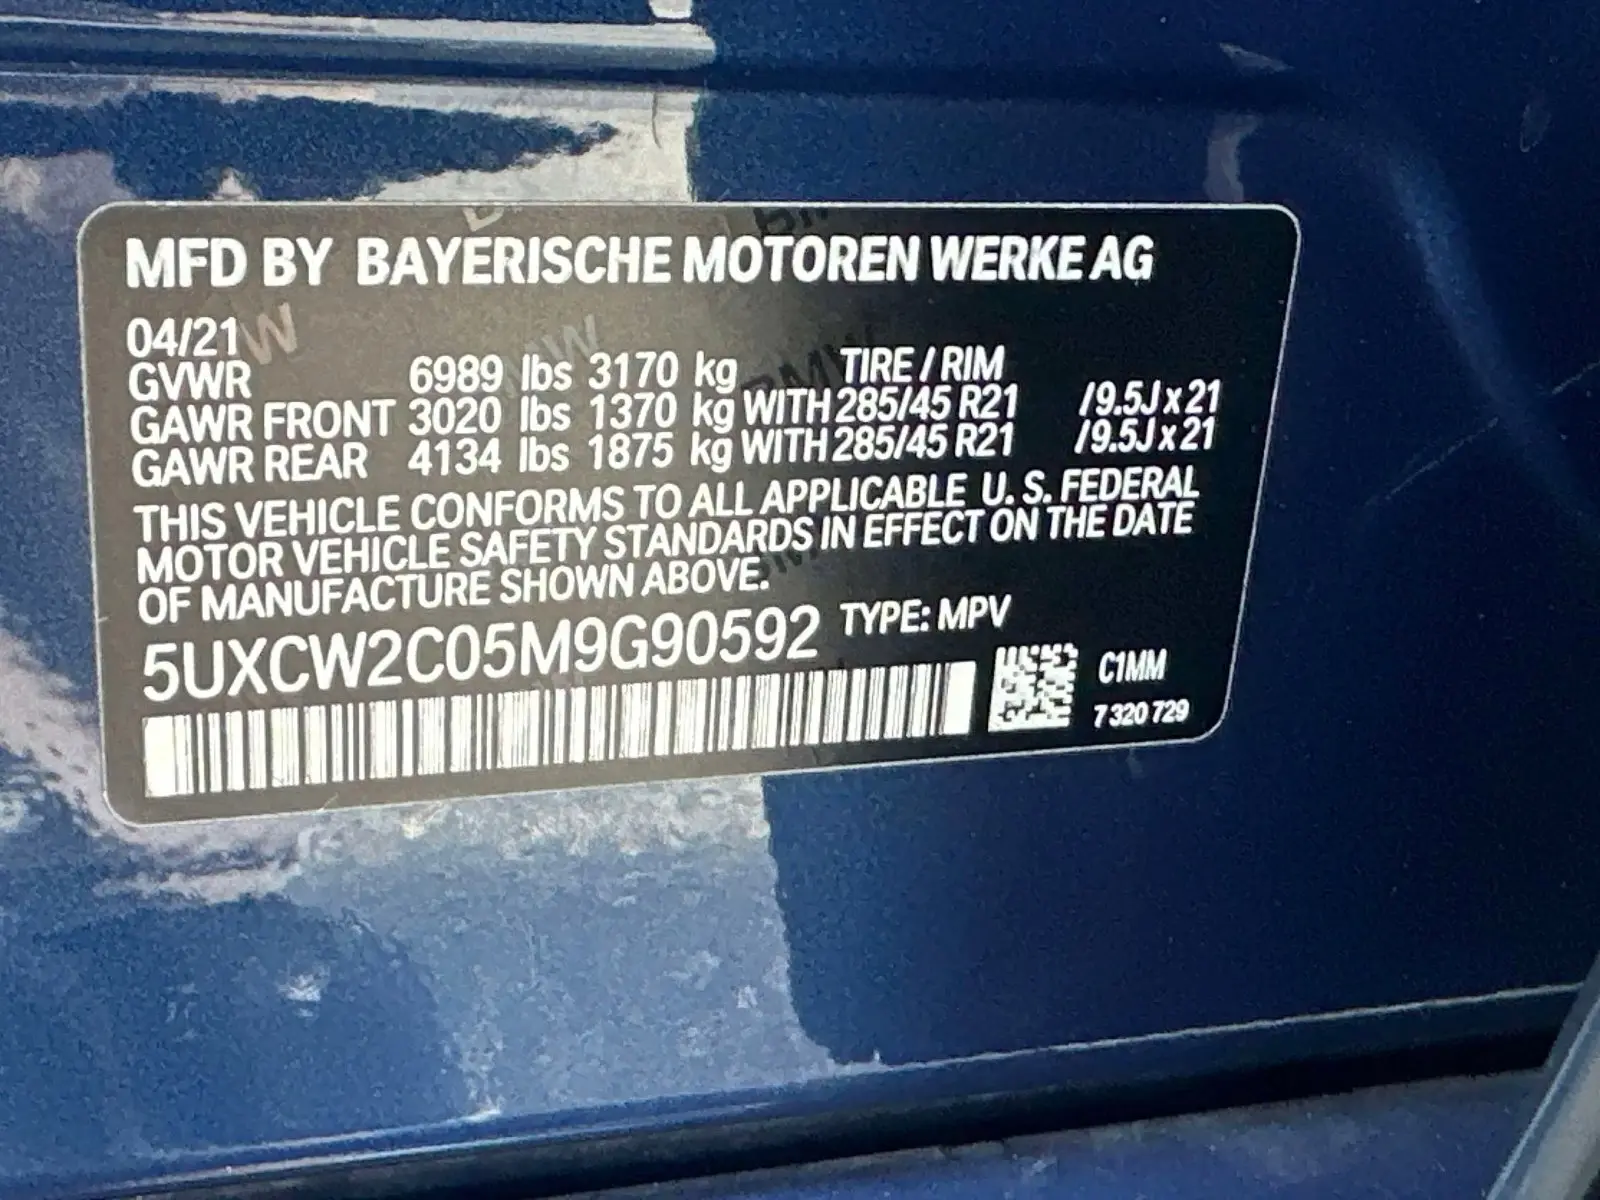 MFD BY BAYERISCHE MOTOREN WERKE AG
04/21
GVWR 6989 lbs 3170 kg TIRE / RIM
GAWR FRONT 3020 lbs 1370 kg WITH 285/45 R21 /9.5J x 21
GAWR REAR 4134 lbs 1875 kg WITH 285/45 R21 /9.5J x 21
THIS VEHICLE CONFORMS TO ALL APPLICABLE U. S. FEDERAL
MOTOR VEHICLE SAFETY STANDARDS IN EFFECT ON THE DATE
OF MANUFACTURE SHOWN ABOVE.
5UXCW2C05M9G90592 TYPE: MPV
C1MM
7 320 729